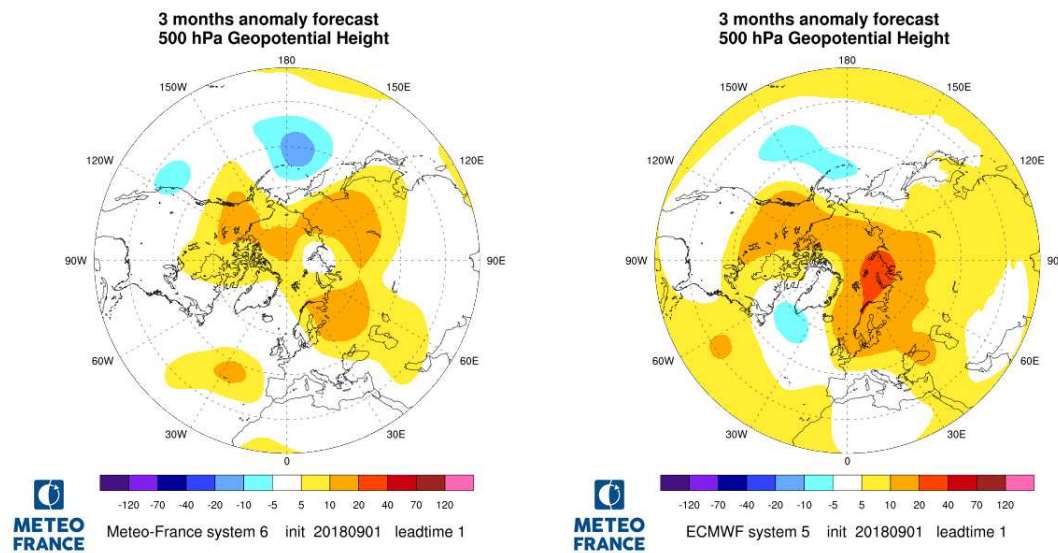 3 months anomaly forecast
500 hPa Geopotential Height
180
150W
150E
120W
120E
90W
90E
60W
60E
30W
30E
0
-120 -70 -40 -20 -10 -5 5 10 20 40 70 120
METEO
FRANCE
Meteo-France system 6 init 20180901 leadtime 1
3 months anomaly forecast
500 hPa Geopotential Height
180
150W
150E
120W
120E
90W
90
60W
60E
30W
30E
0
-120 -70 -40 -20 -10 -5 5 10 20 40 70 120
METEO
FRANCE
ECMWF system 5 init 20180901 leadtime 1